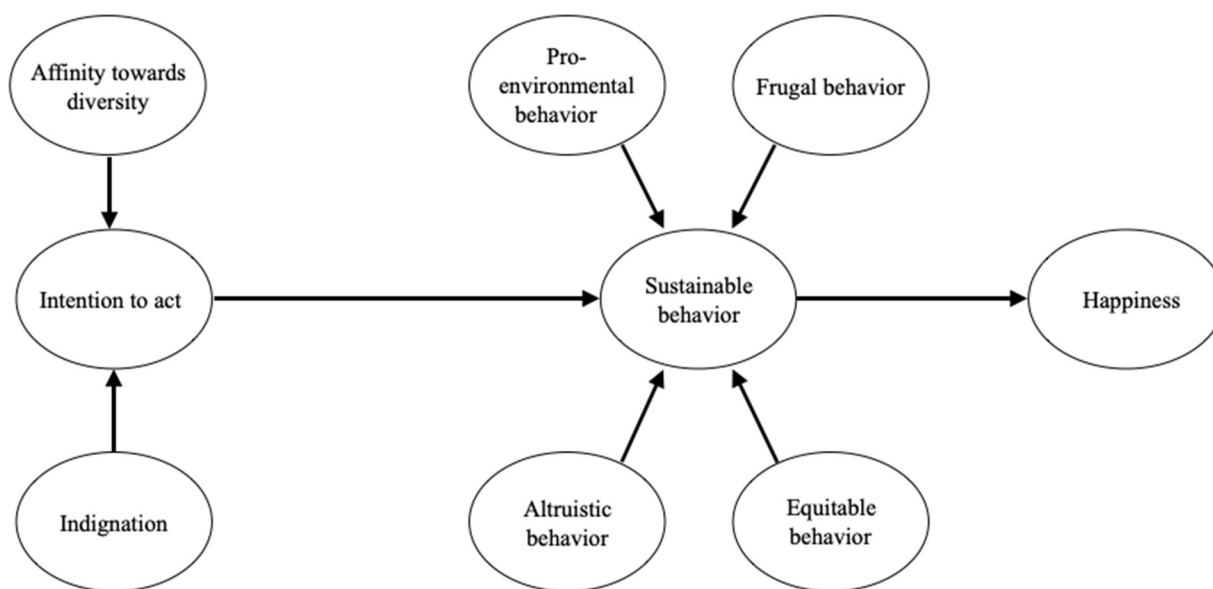 Affinity towards
diversity
Pro-
environmental
behavior
Frugal behavior
Intention to act
Sustainable
behavior
Happiness
Indignation
Altruistic
behavior
Equitable
behavior